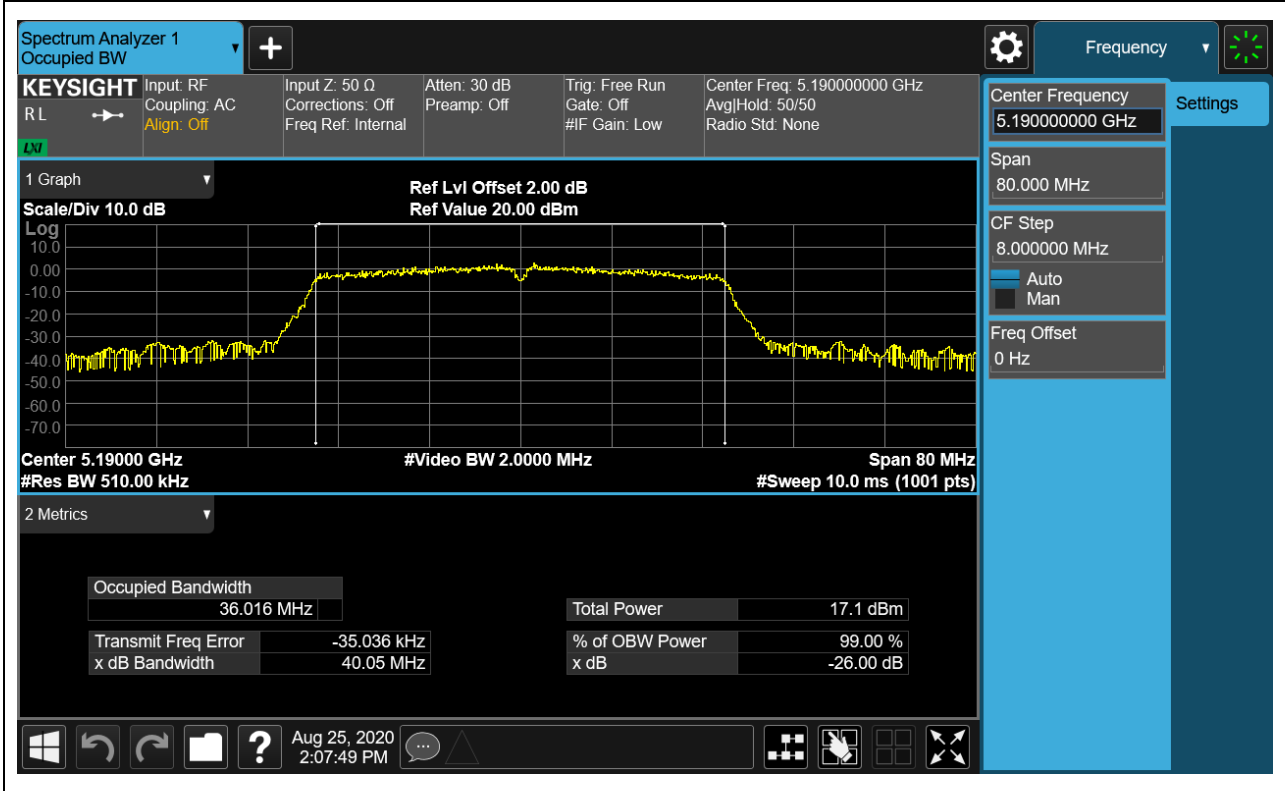 Spectrum Analyzer 1
Occupied BW
+
Frequency
KEYSIGHT
RL
LXI
Input: RF
Coupling: AC
Align: Off
Input Z: 50 Ω
Corrections: Off
Freq Ref: Internal
Atten: 30 dB
Preamp: Off
Trig: Free Run
Gate: Off
#IF Gain: Low
Center Freq: 5.190000000 GHz
Avg|Hold: 50/50
Radio Std: None
Center Frequency
5.190000000 GHz
Settings
Span
80.000 MHz
CF Step
8.000000 MHz
Auto
Man
Freq Offset
0 Hz
1 Graph
Scale/Div 10.0 dB
Ref Lvl Offset 2.00 dB
Ref Value 20.00 dBm
Log
10.0
0.00
-10.0
-20.0
-30.0
-40.0
-50.0
-60.0
-70.0
Center 5.19000 GHz
#Video BW 2.0000 MHz
Span 80 MHz
#Res BW 510.00 kHz
#Sweep 10.0 ms (1001 pts)
2 Metrics
Occupied Bandwidth
36.016 MHz
Total Power 17.1 dBm
Transmit Freq Error -35.036 kHz
% of OBW Power 99.00 %
x dB Bandwidth 40.05 MHz
x dB -26.00 dB
?
Aug 25, 2020
2:07:49 PM